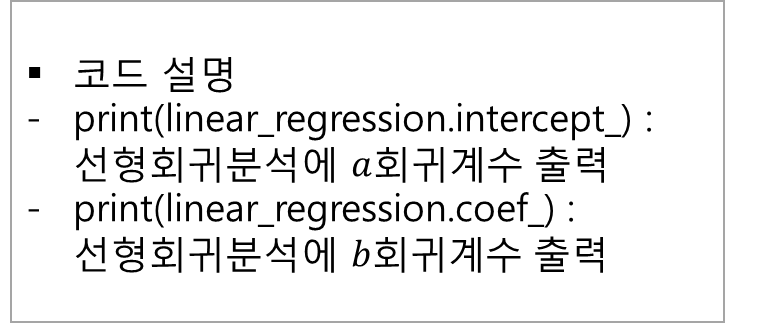 ▪ 코드 설명
- print(linear_regression.intercept_) :
선형회귀분석에 a회귀계수 출력
- print(linear_regression.coef_) :
선형회귀분석에 b회귀계수 출력